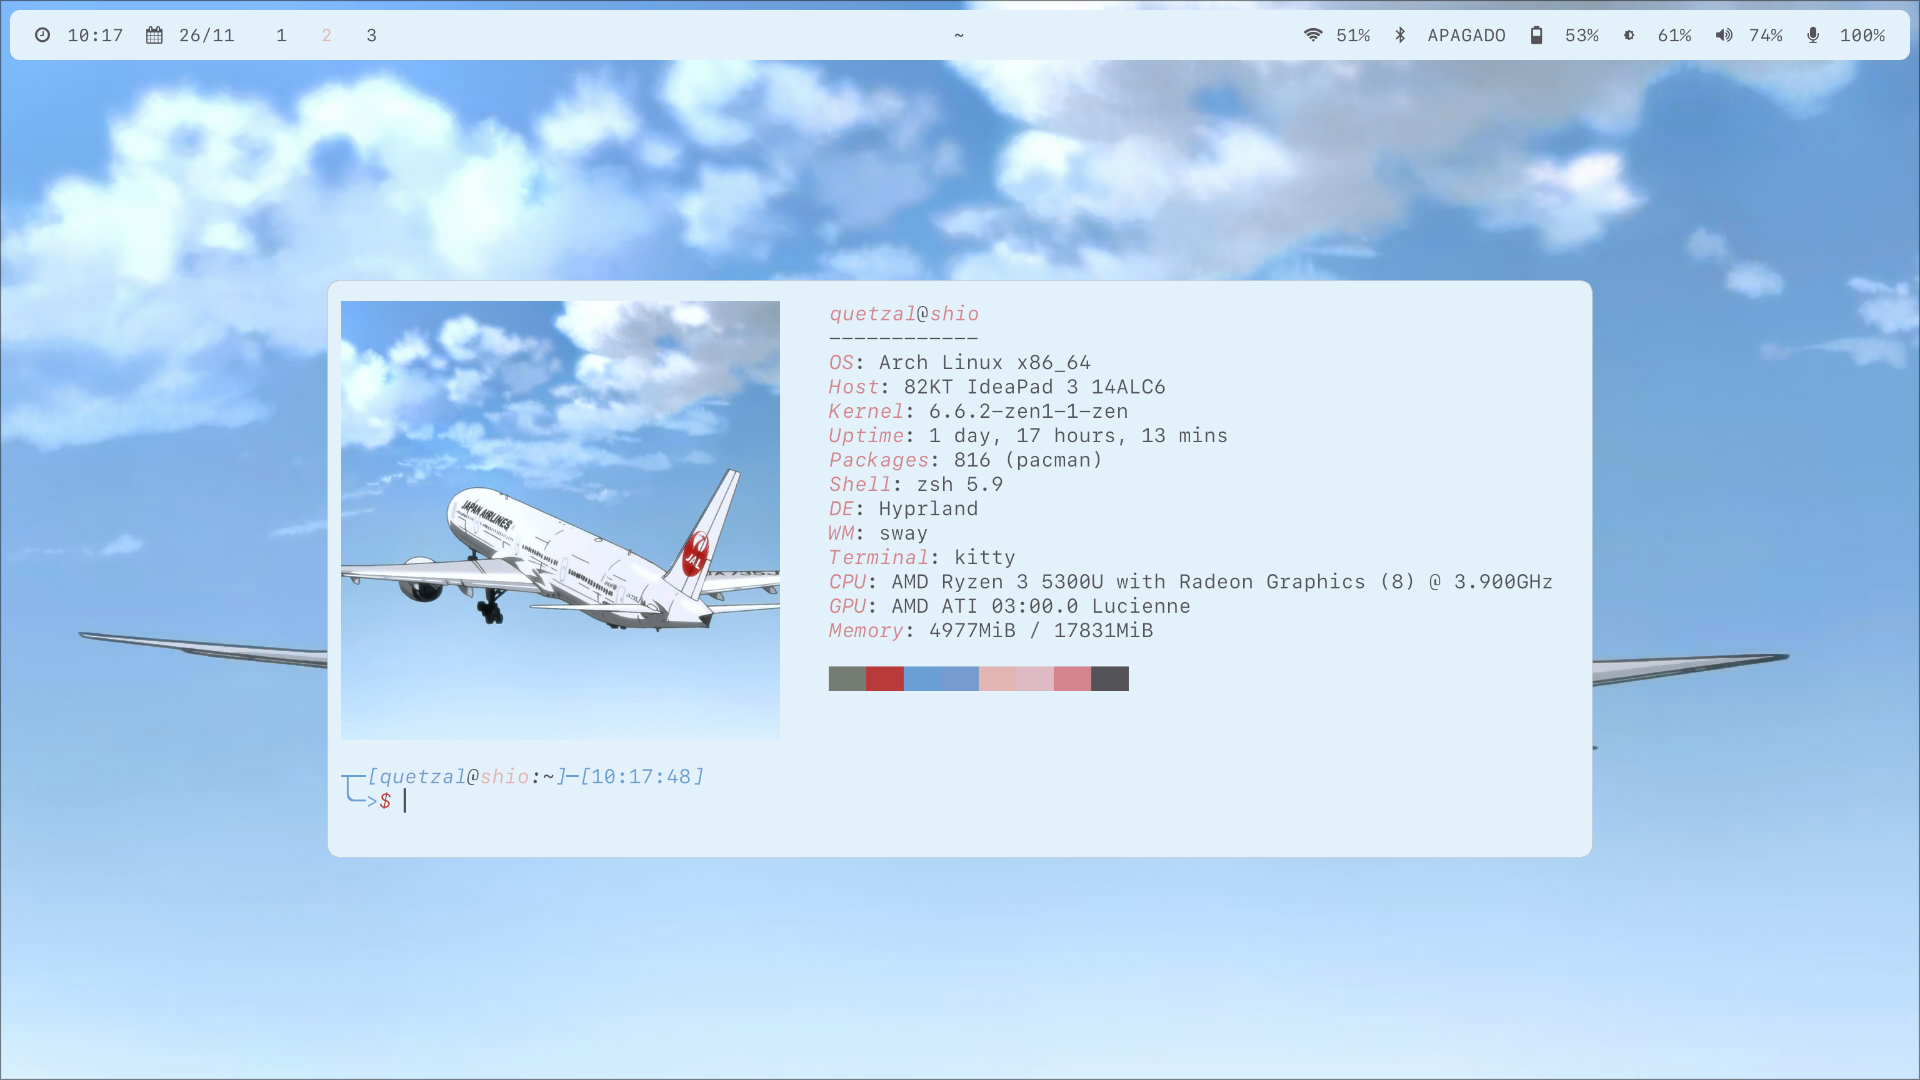 10:17 26/11 1 2 3 ~ 51% APAGADO 53% 61% 74% 100%
quetzal@shio
------------
OS: Arch Linux x86_64
Host: 82KT IdeaPad 3 14ALC6
Kernel: 6.6.2-zen1-1-zen
Uptime: 1 day, 17 hours, 13 mins
Packages: 816 (pacman)
Shell: zsh 5.9
DE: Hyprland
WM: sway
Terminal: kitty
CPU: AMD Ryzen 3 5300U with Radeon Graphics (8) @ 3.900GHz
GPU: AMD ATI 03:00.0 Lucienne
Memory: 4977MiB / 17831MiB
JAPAN AIRLINES
JAL
┬─[quetzal@shio:~]─[10:17:48]
╰─>$